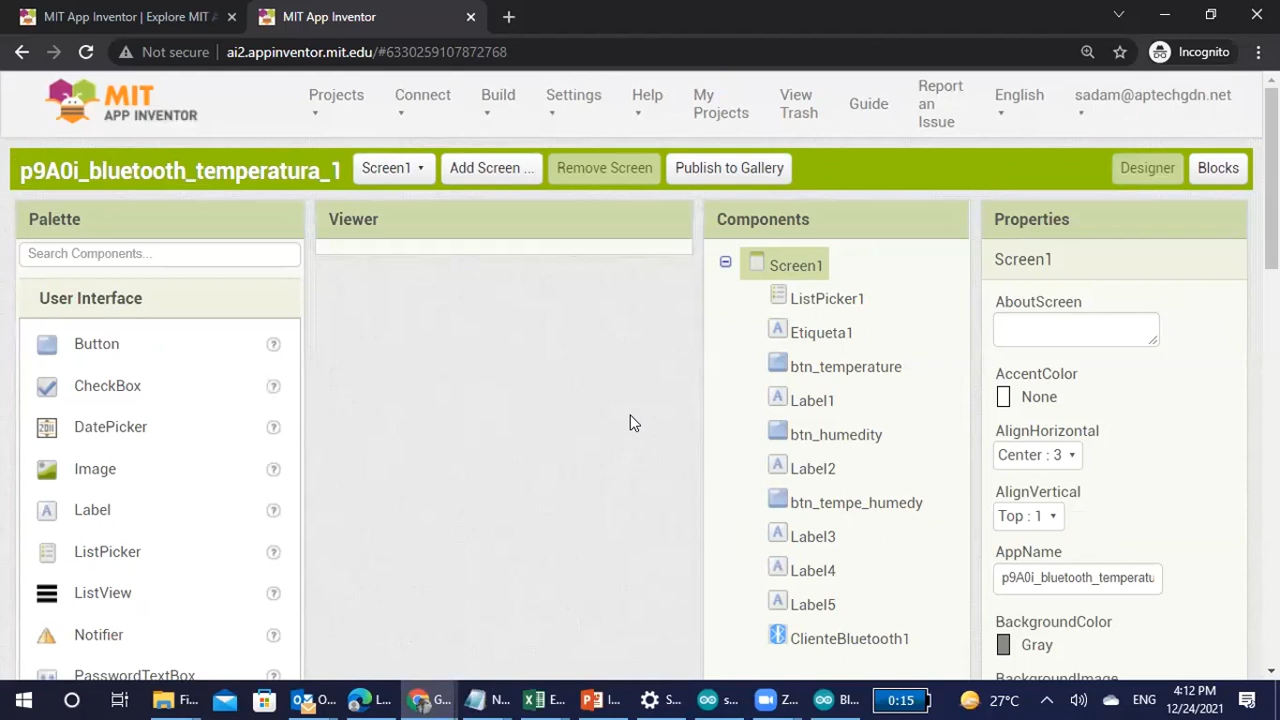 MIT App Inventor | Explore MIT A
MIT App Inventor
Not secure
ai2.appinventor.mit.edu/#6330259107872768
Incognito
MIT
APP INVENTOR
Projects
Connect
Build
Settings
Help
My Projects
View Trash
Guide
Report an Issue
English
sadam@aptechgdn.net
p9A0i_bluetooth_temperatura_1
Screen1
Add Screen ...
Remove Screen
Publish to Gallery
Designer
Blocks
Palette
Search Components...
User Interface
Button
?
CheckBox
?
DatePicker
?
Image
?
Label
?
ListPicker
?
ListView
?
Notifier
?
PasswordTextBox
Viewer
Components
Screen1
ListPicker1
Etiqueta1
btn_temperature
Label1
btn_humedity
Label2
btn_tempe_humedy
Label3
Label4
Label5
ClienteBluetooth1
Properties
Screen1
AboutScreen
AccentColor
None
AlignHorizontal
Center : 3
AlignVertical
Top : 1
AppName
p9A0i_bluetooth_temperatu
BackgroundColor
Gray
BackgroundImage
Fi...
O...
L...
G...
N...
E...
I...
S...
s...
Z...
Bl...
0:15
27°C
ENG
4:12 PM
12/24/2021